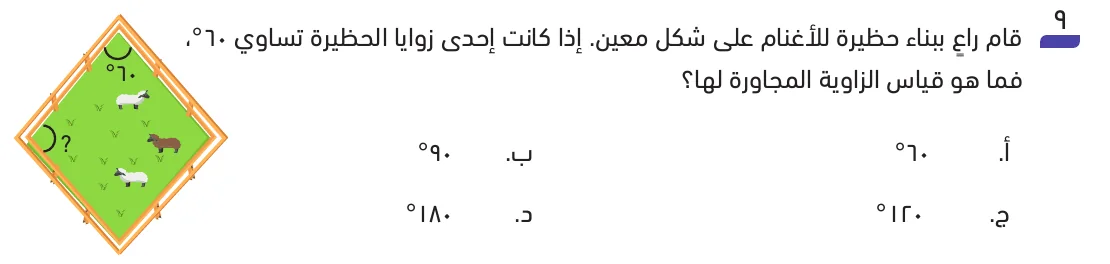 ٩
قام راعٍ ببناء حظيرة للأغنام على شكل معين. إذا كانت إحدى زوايا الحظيرة تساوي ٦٠°،
فما هو قياس الزاوية المجاورة لها؟
أ. ٦٠°
ب. ٩٠°
ج. ١٢٠°
د. ١٨٠°
٦٠°
?